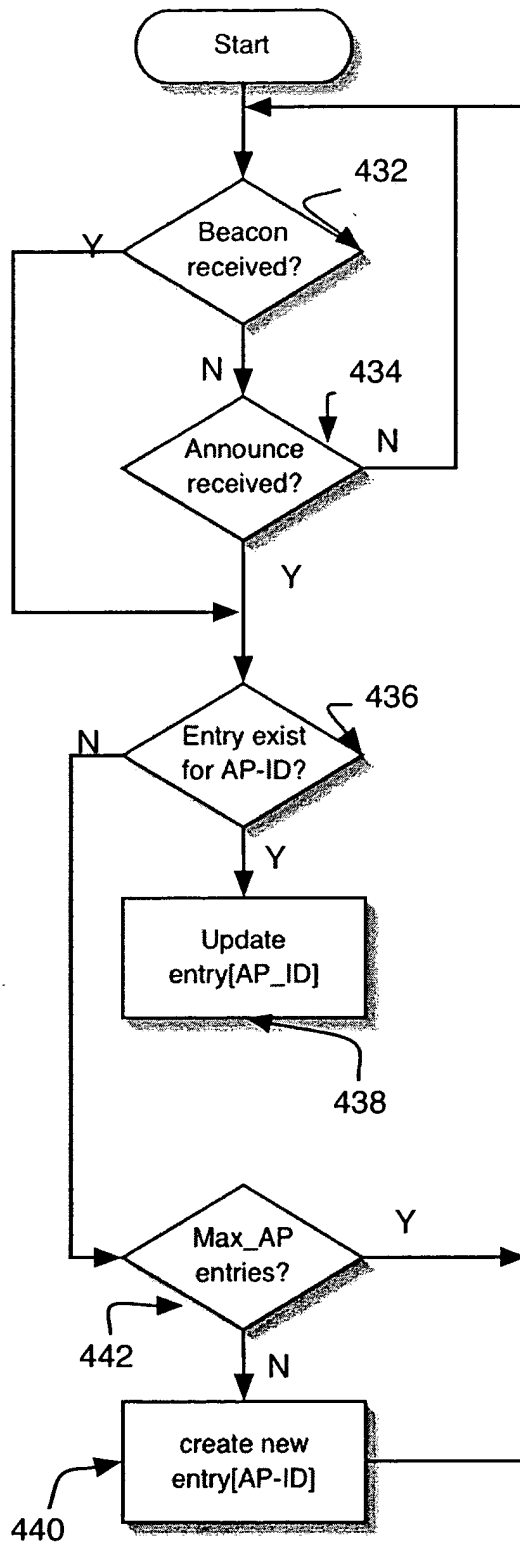 Start
432
Beacon
received?
Y
N
434
Announce
received?
N
Y
436
Entry exist
for AP-ID?
N
Y
Update
entry[AP_ID]
438
Max_AP
entries?
Y
442
N
create new
entry[AP-ID]
440